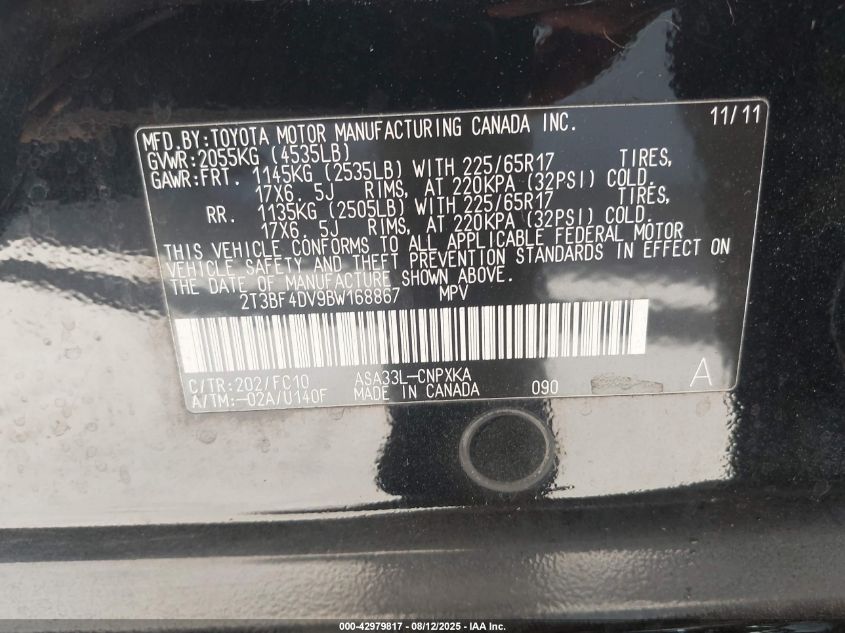 MFD.BY:TOYOTA MOTOR MANUFACTURING CANADA INC. 11/11
GVWR:2055KG (4535LB)
GAWR:FRT. 1145KG (2535LB) WITH 225/65R17 TIRES,
17X6. 5J RIMS, AT 220KPA (32PSI) COLD.
RR. 1135KG (2505LB) WITH 225/65R17 TIRES,
17X6. 5J RIMS, AT 220KPA (32PSI) COLD.
THIS VEHICLE CONFORMS TO ALL APPLICABLE FEDERAL MOTOR
VEHICLE SAFETY AND THEFT PREVENTION STANDARDS IN EFFECT ON
THE DATE OF MANUFACTURE SHOWN ABOVE.
2T3BF4DV9BW168867 MPV
C/TR:202/FC10 ASA33L-CNPXKA
A/TM:-02A/U140F MADE IN CANADA 090 A
000-42979817 - 08/12/2025 - IAA Inc.